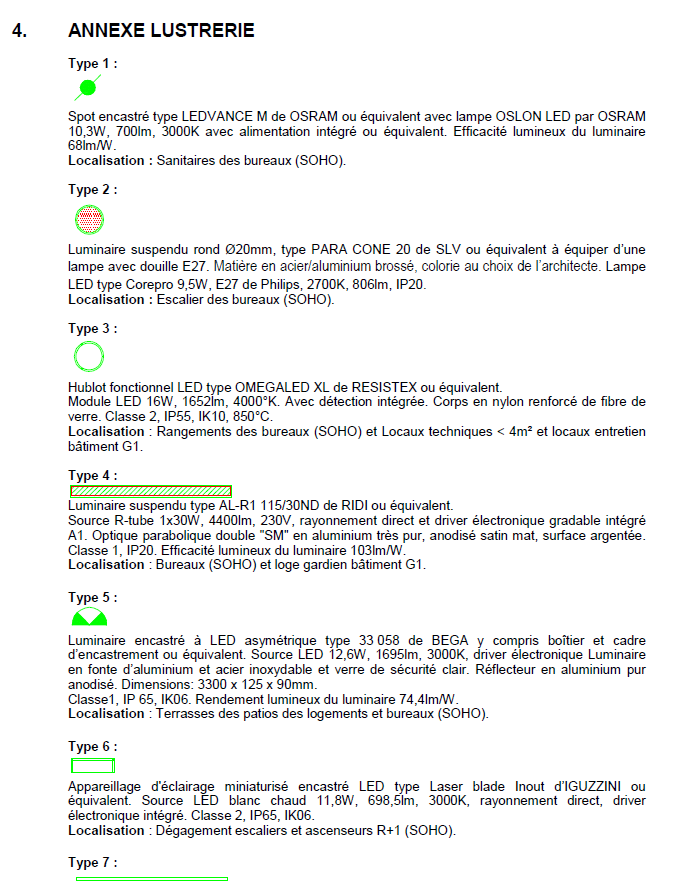 4. ANNEXE LUSTRERIE
Type 1 :
Spot encastré type LEDVANCE M de OSRAM ou équivalent avec lampe OSLON LED par OSRAM
10,3W, 700lm, 3000K avec alimentation intégré ou équivalent. Efficacité lumineux du luminaire
68lm/W.
Localisation : Sanitaires des bureaux (SOHO).
Type 2 :
Luminaire suspendu rond Ø20mm, type PARA CONE 20 de SLV ou équivalent à équiper d’une
lampe avec douille E27. Matière en acier/aluminium brossé, colorie au choix de l’architecte. Lampe
LED type Corepro 9,5W, E27 de Philips, 2700K, 806lm, IP20.
Localisation : Escalier des bureaux (SOHO).
Type 3 :
Hublot fonctionnel LED type OMEGALED XL de RESISTEX ou équivalent.
Module LED 16W, 1652lm, 4000°K. Avec détection intégrée. Corps en nylon renforcé de fibre de
verre. Classe 2, IP55, IK10, 850°C.
Localisation : Rangements des bureaux (SOHO) et Locaux techniques < 4m² et locaux entretien
bâtiment G1.
Type 4 :
Luminaire suspendu type AL-R1 115/30ND de RIDI ou équivalent.
Source R-tube 1x30W, 4400lm, 230V, rayonnement direct et driver électronique gradable intégré
A1. Optique parabolique double "SM" en aluminium très pur, anodisé satin mat, surface argentée.
Classe 1, IP20. Efficacité lumineux du luminaire 103lm/W.
Localisation : Bureaux (SOHO) et loge gardien bâtiment G1.
Type 5 :
Luminaire encastré à LED asymétrique type 33 058 de BEGA y compris boîtier et cadre
d’encastrement ou équivalent. Source LED 12,6W, 1695lm, 3000K, driver électronique Luminaire
en fonte d’aluminium et acier inoxydable et verre de sécurité clair. Réflecteur en aluminium pur
anodisé. Dimensions: 3300 x 125 x 90mm.
Classe1, IP 65, IK06. Rendement lumineux du luminaire 74,4lm/W.
Localisation : Terrasses des patios des logements et bureaux (SOHO).
Type 6 :
Appareillage d'éclairage miniaturisé encastré LED type Laser blade Inout d’IGUZZINI ou
équivalent. Source LED blanc chaud 11,8W, 698,5lm, 3000K, rayonnement direct, driver
électronique intégré. Classe 2, IP65, IK06.
Localisation : Dégagement escaliers et ascenseurs R+1 (SOHO).
Type 7 :